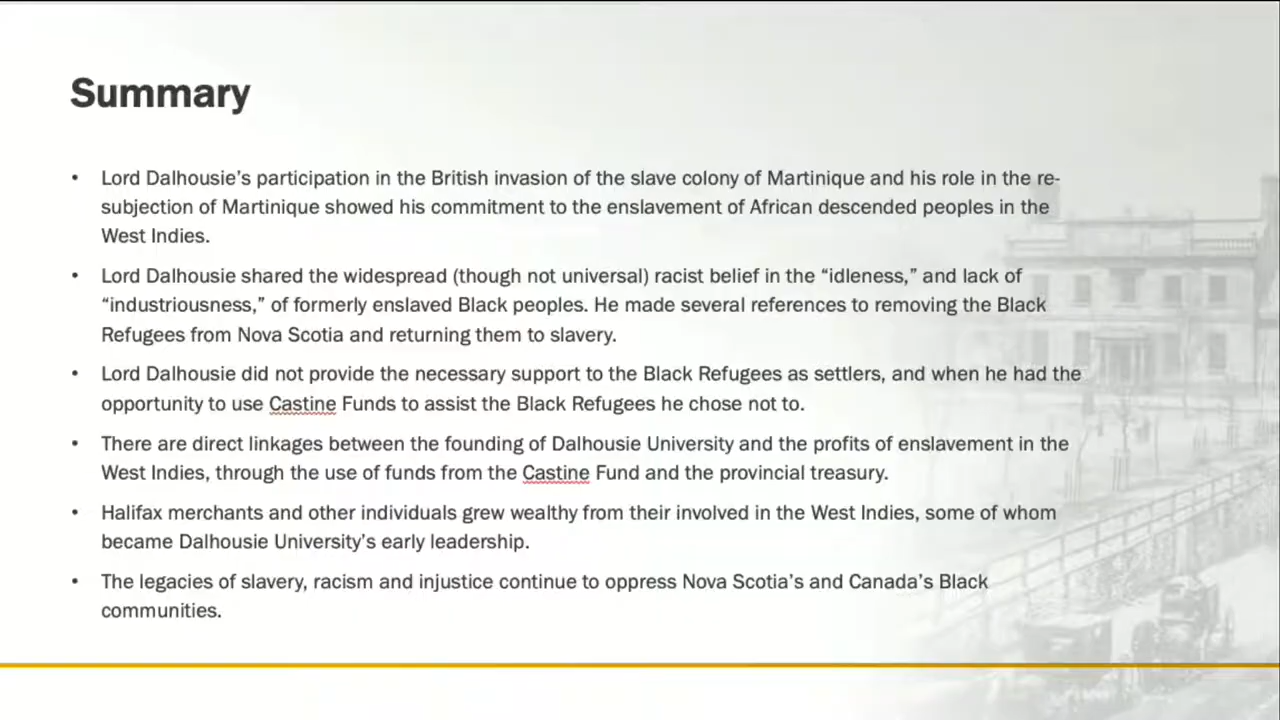 Summary
• Lord Dalhousie’s participation in the British invasion of the slave colony of Martinique and his role in the re-
subjection of Martinique showed his commitment to the enslavement of African descended peoples in the
West Indies.
• Lord Dalhousie shared the widespread (though not universal) racist belief in the “idleness,” and lack of
“industriousness,” of formerly enslaved Black peoples. He made several references to removing the Black
Refugees from Nova Scotia and returning them to slavery.
• Lord Dalhousie did not provide the necessary support to the Black Refugees as settlers, and when he had the
opportunity to use Castine Funds to assist the Black Refugees he chose not to.
• There are direct linkages between the founding of Dalhousie University and the profits of enslavement in the
West Indies, through the use of funds from the Castine Fund and the provincial treasury.
• Halifax merchants and other individuals grew wealthy from their involved in the West Indies, some of whom
became Dalhousie University’s early leadership.
• The legacies of slavery, racism and injustice continue to oppress Nova Scotia’s and Canada’s Black
communities.